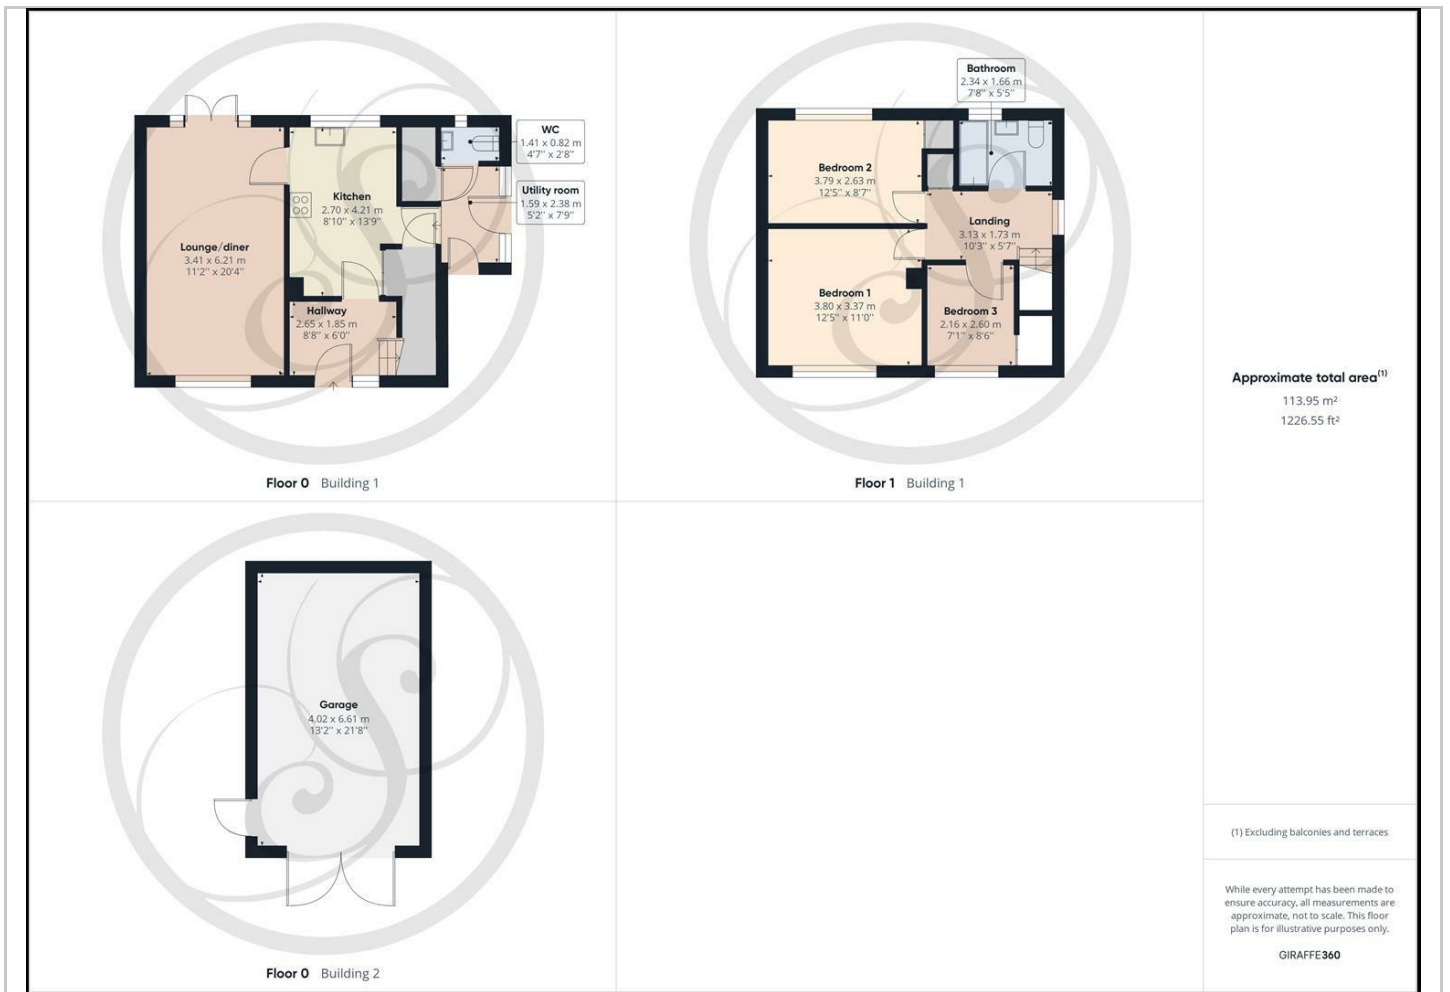 WC
1.41 x 0.82 m
4'7" x 2'8"
Utility room
1.59 x 2.38 m
5'2" x 7'9"
Kitchen
2.70 x 4.21 m
8'10" x 13'9"
Lounge/diner
3.41 x 6.21 m
11'2" x 20'4"
Hallway
2.65 x 1.85 m
8'8" x 6'0"
Floor 0 Building 1
Bathroom
2.34 x 1.66 m
7'8" x 5'5"
Bedroom 2
3.79 x 2.63 m
12'5" x 8'7"
Landing
3.13 x 1.73 m
10'3" x 5'7"
Bedroom 1
3.80 x 3.37 m
12'5" x 11'0"
Bedroom 3
2.16 x 2.60 m
7'1" x 8'6"
Floor 1 Building 1
Garage
4.02 x 6.61 m
13'2" x 21'8"
Floor 0 Building 2
Approximate total area(1)
113.95 m²
1226.55 ft²
(1) Excluding balconies and terraces
While every attempt has been made to
ensure accuracy, all measurements are
approximate, not to scale. This floor
plan is for illustrative purposes only.
GIRAFFE360